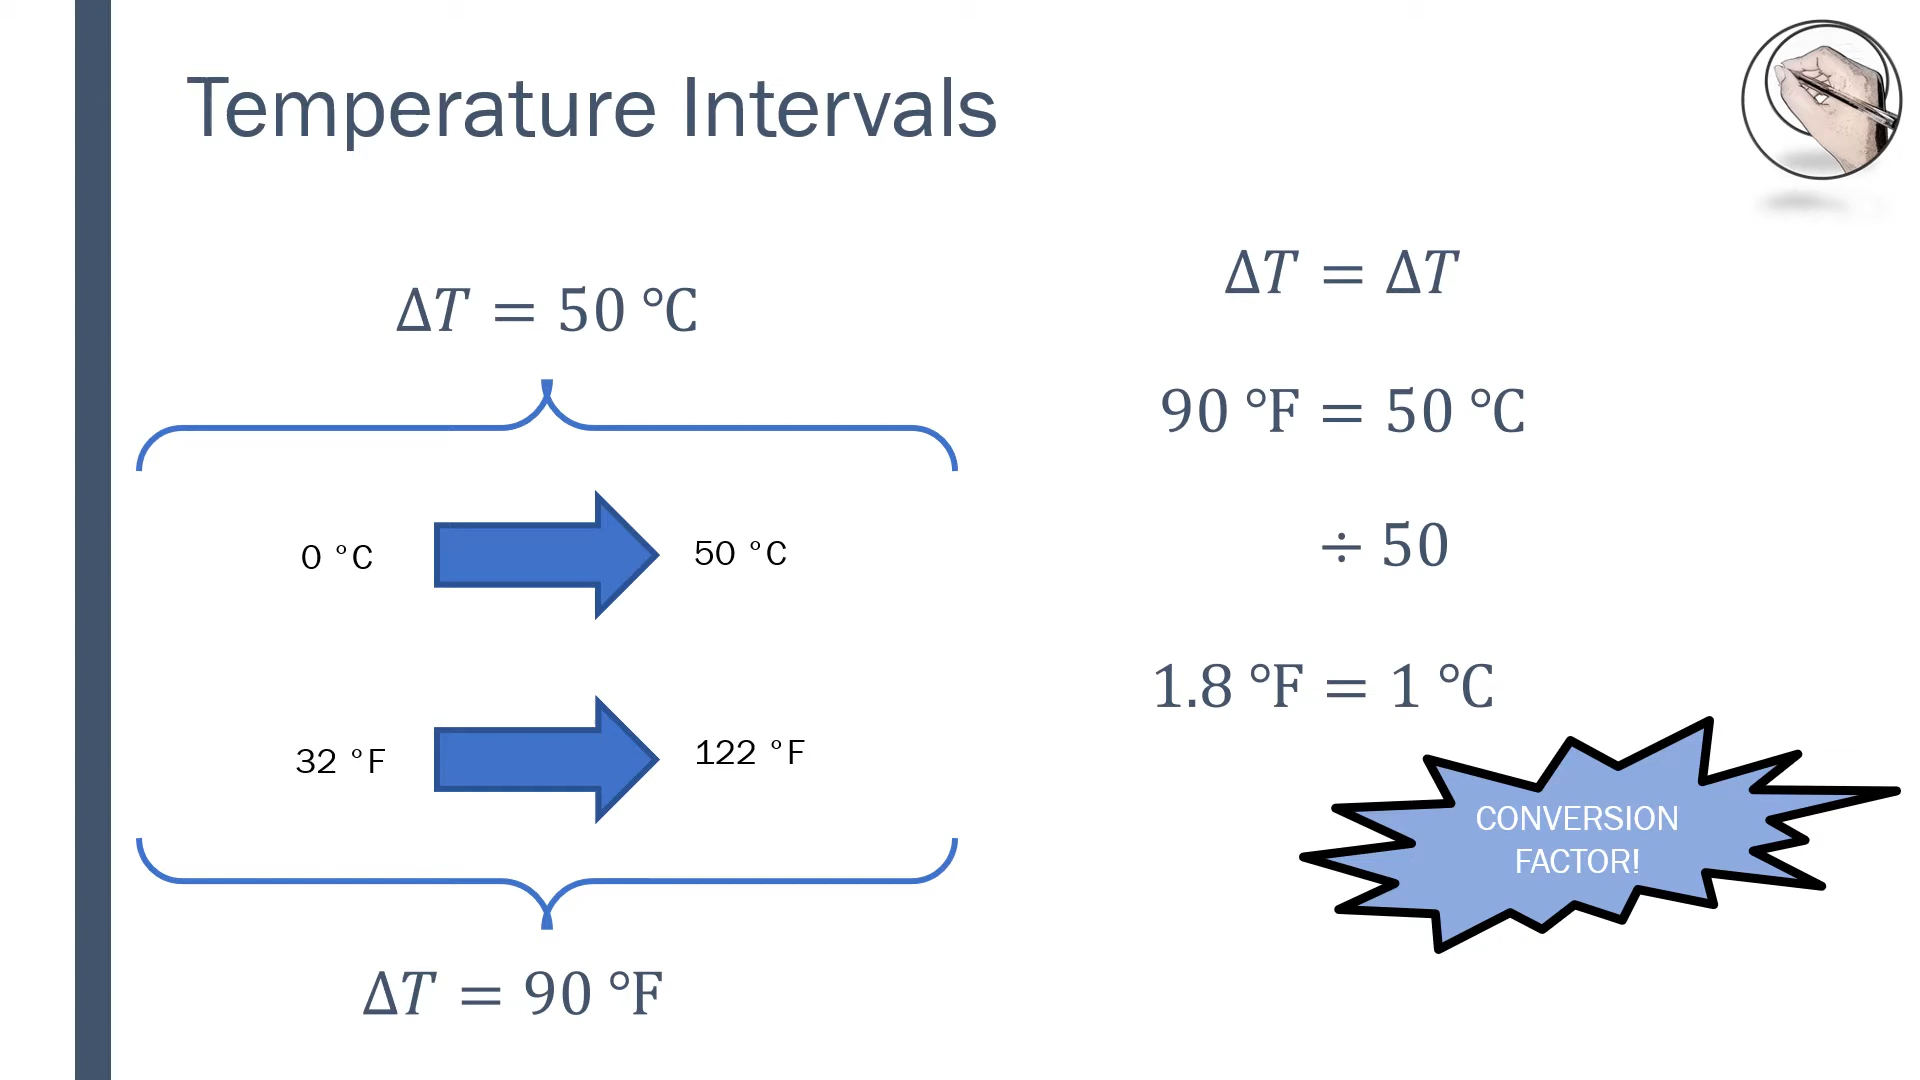 Temperature Intervals
Δ𝑇 = 50 ℃
0 °C
50 °C
32 °F
122 °F
Δ𝑇 = 90 ℉
Δ𝑇 = Δ𝑇
90 ℉ = 50 ℃
÷ 50
1.8 ℉ = 1 ℃
CONVERSION
FACTOR!